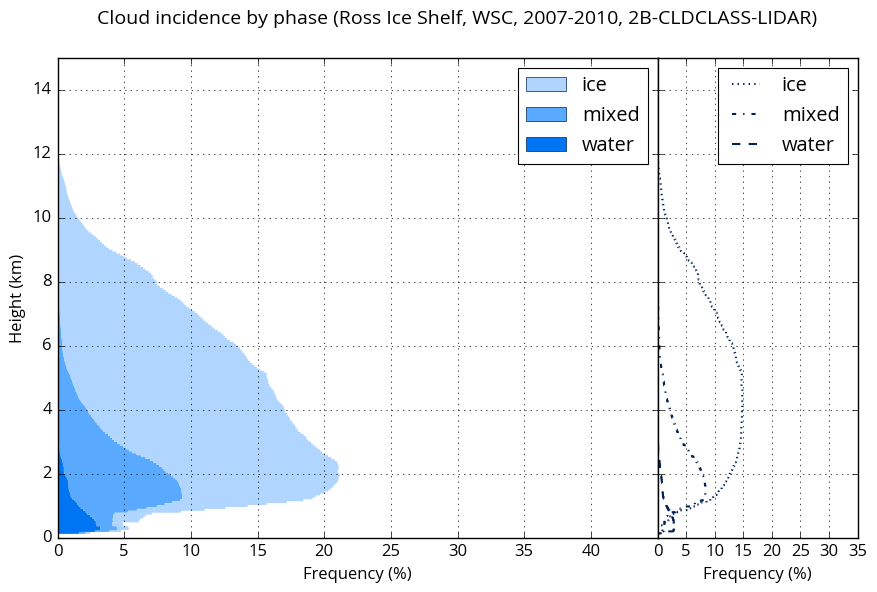 Cloud incidence by phase (Ross Ice Shelf, WSC, 2007-2010, 2B-CLDCLASS-LIDAR)
ice
mixed
water
ice
mixed
water
Height (km)
14
12
10
8
6
4
2
0
0 5 10 15 20 25 30 35 40
0 5 10 15 20 25 30 35
Frequency (%)
Frequency (%)